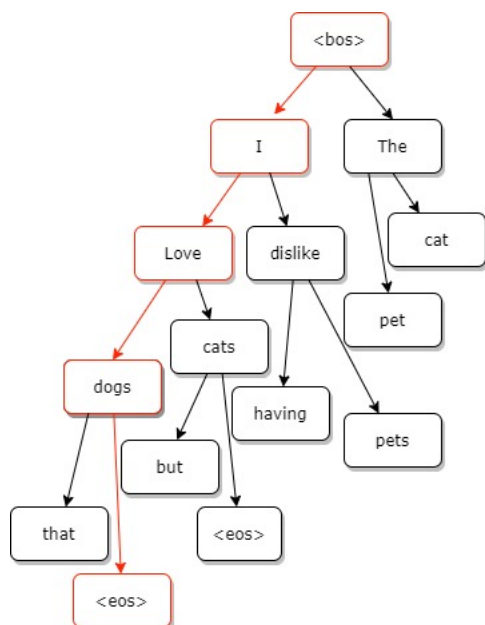 <bos>
I
The
Love
dislike
cat
pet
cats
dogs
having
pets
but
that
<eos>
<eos>